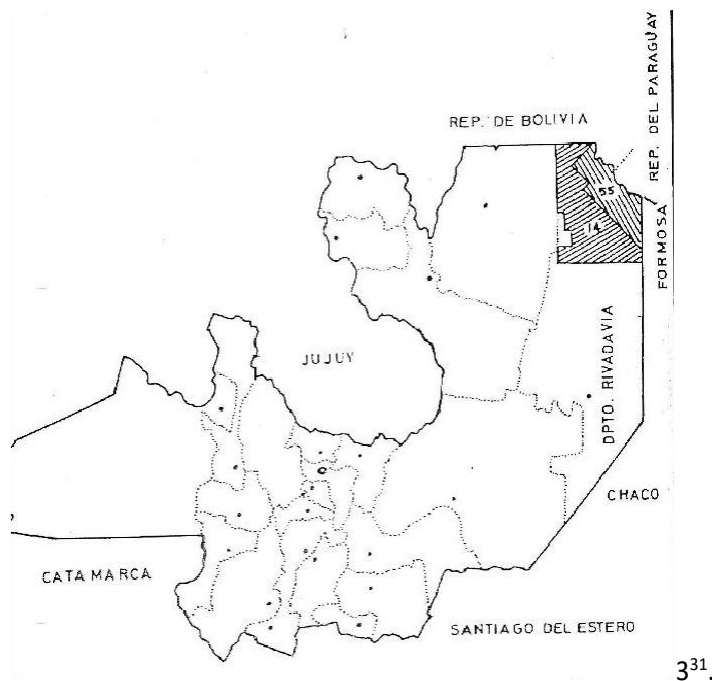 REP. DE BOLIVIA
REP. DEL PARAGUAY
55
14
FORMOSA
JUJUY
DPTO. RIVADAVIA
CHACO
CATAMARCA
SANTIAGO DEL ESTERO
3³¹.